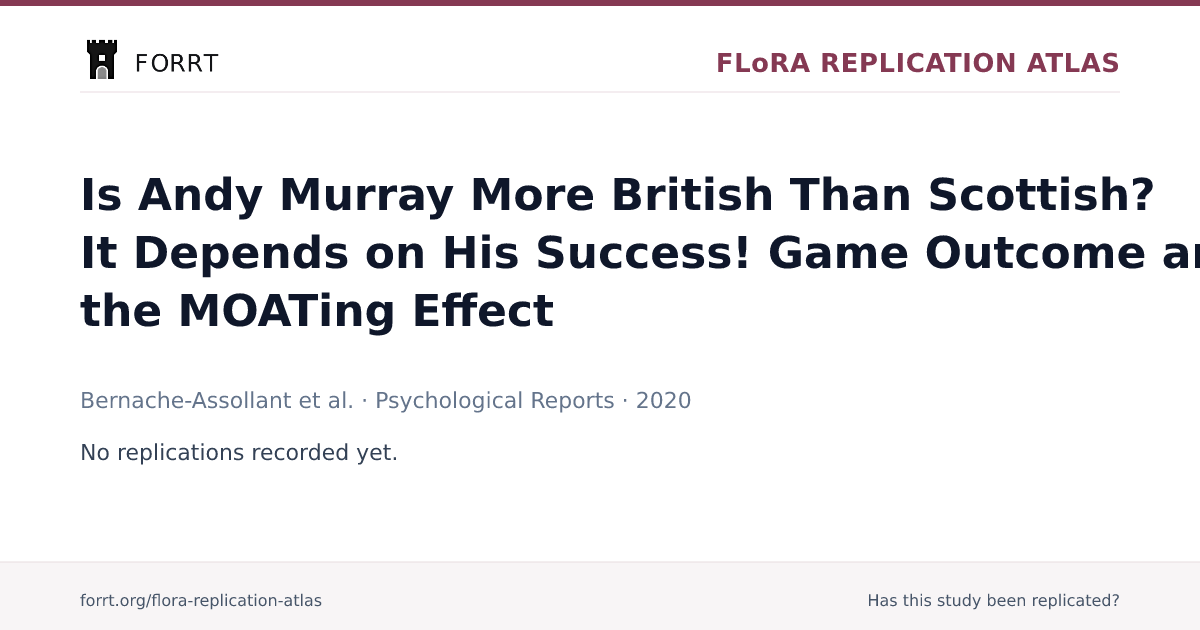 FORRT
FLoRA REPLICATION ATLAS
Is Andy Murray More British Than Scottish?
It Depends on His Success! Game Outcome
the MOATing Effect
Bernache-Assollant et al. · Psychological Reports · 2020
No replications recorded yet.
forrt.org/flora-replication-atlas
Has this study been replicated?